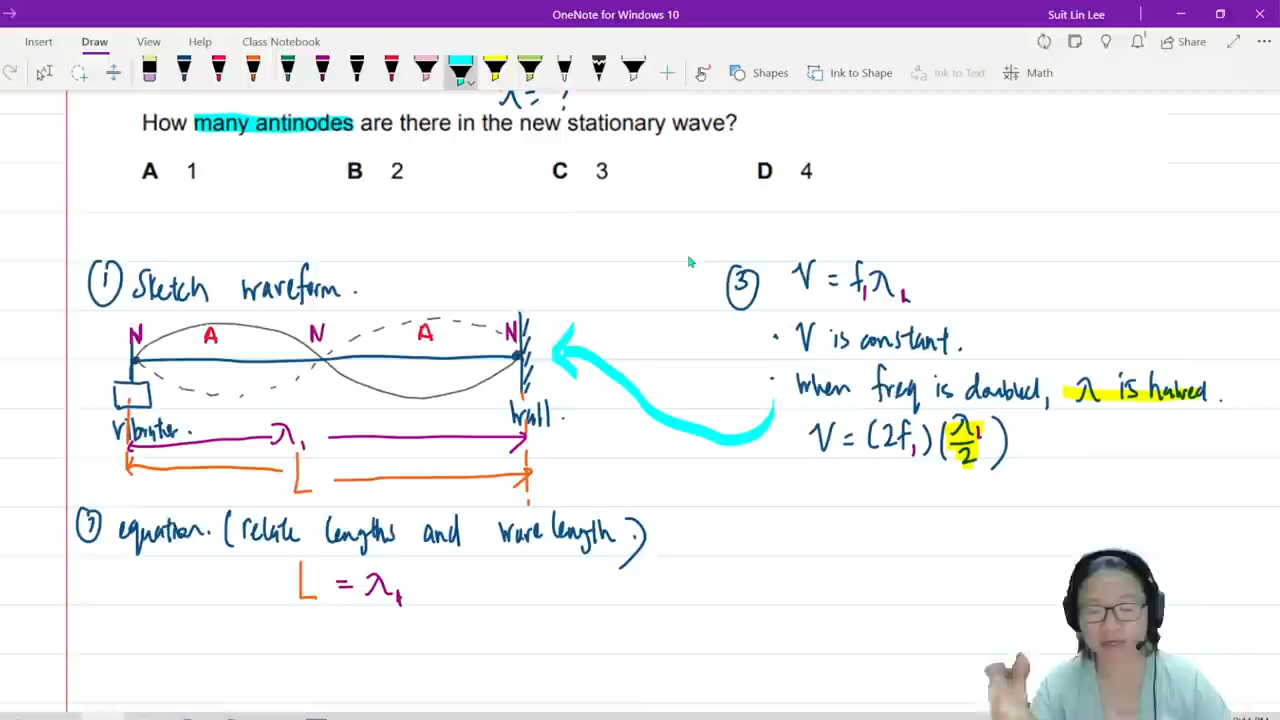 OneNote for Windows 10
Suit Lin Lee
Insert Draw View Help Class Notebook
Share
Shapes Ink to Shape Ink to Text Math
λ = ?
How many antinodes are there in the new stationary wave?
A 1 B 2 C 3 D 4
① Sketch waveform.
N A N A N
vibrator.
wall.
λ₁
L
② equation. (relate lengths and wavelength.)
L = λ₁
③ V = f₁λ₁
· V is constant.
· when freq is doubled, λ is halved.
V = (2f₁)(λ₁/2)